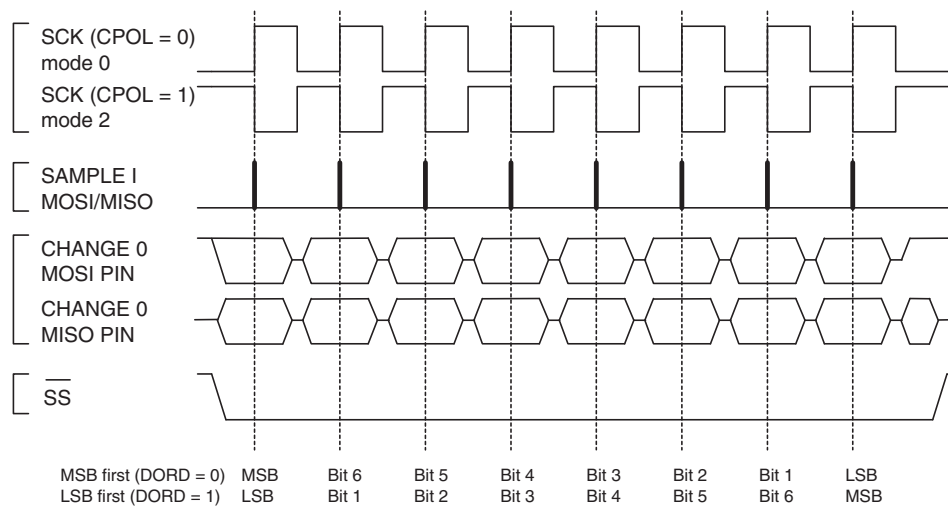 SCK (CPOL = 0)
mode 0
SCK (CPOL = 1)
mode 2
SAMPLE I
MOSI/MISO
CHANGE 0
MOSI PIN
CHANGE 0
MISO PIN
SS
MSB first (DORD = 0) MSB Bit 6 Bit 5 Bit 4 Bit 3 Bit 2 Bit 1 LSB
LSB first (DORD = 1) LSB Bit 1 Bit 2 Bit 3 Bit 4 Bit 5 Bit 6 MSB